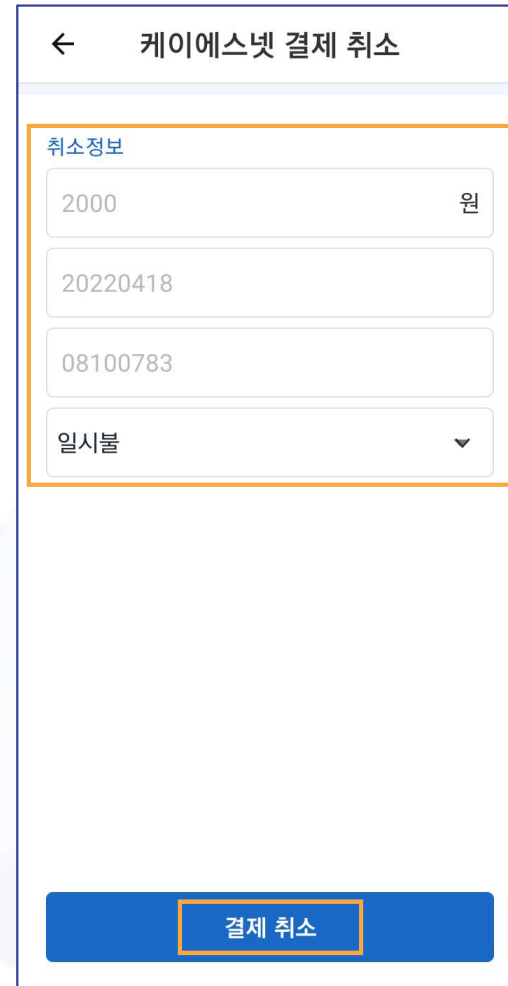 케이에스넷 결제 취소
취소정보
2000 원
20220418
08100783
일시불
결제 취소